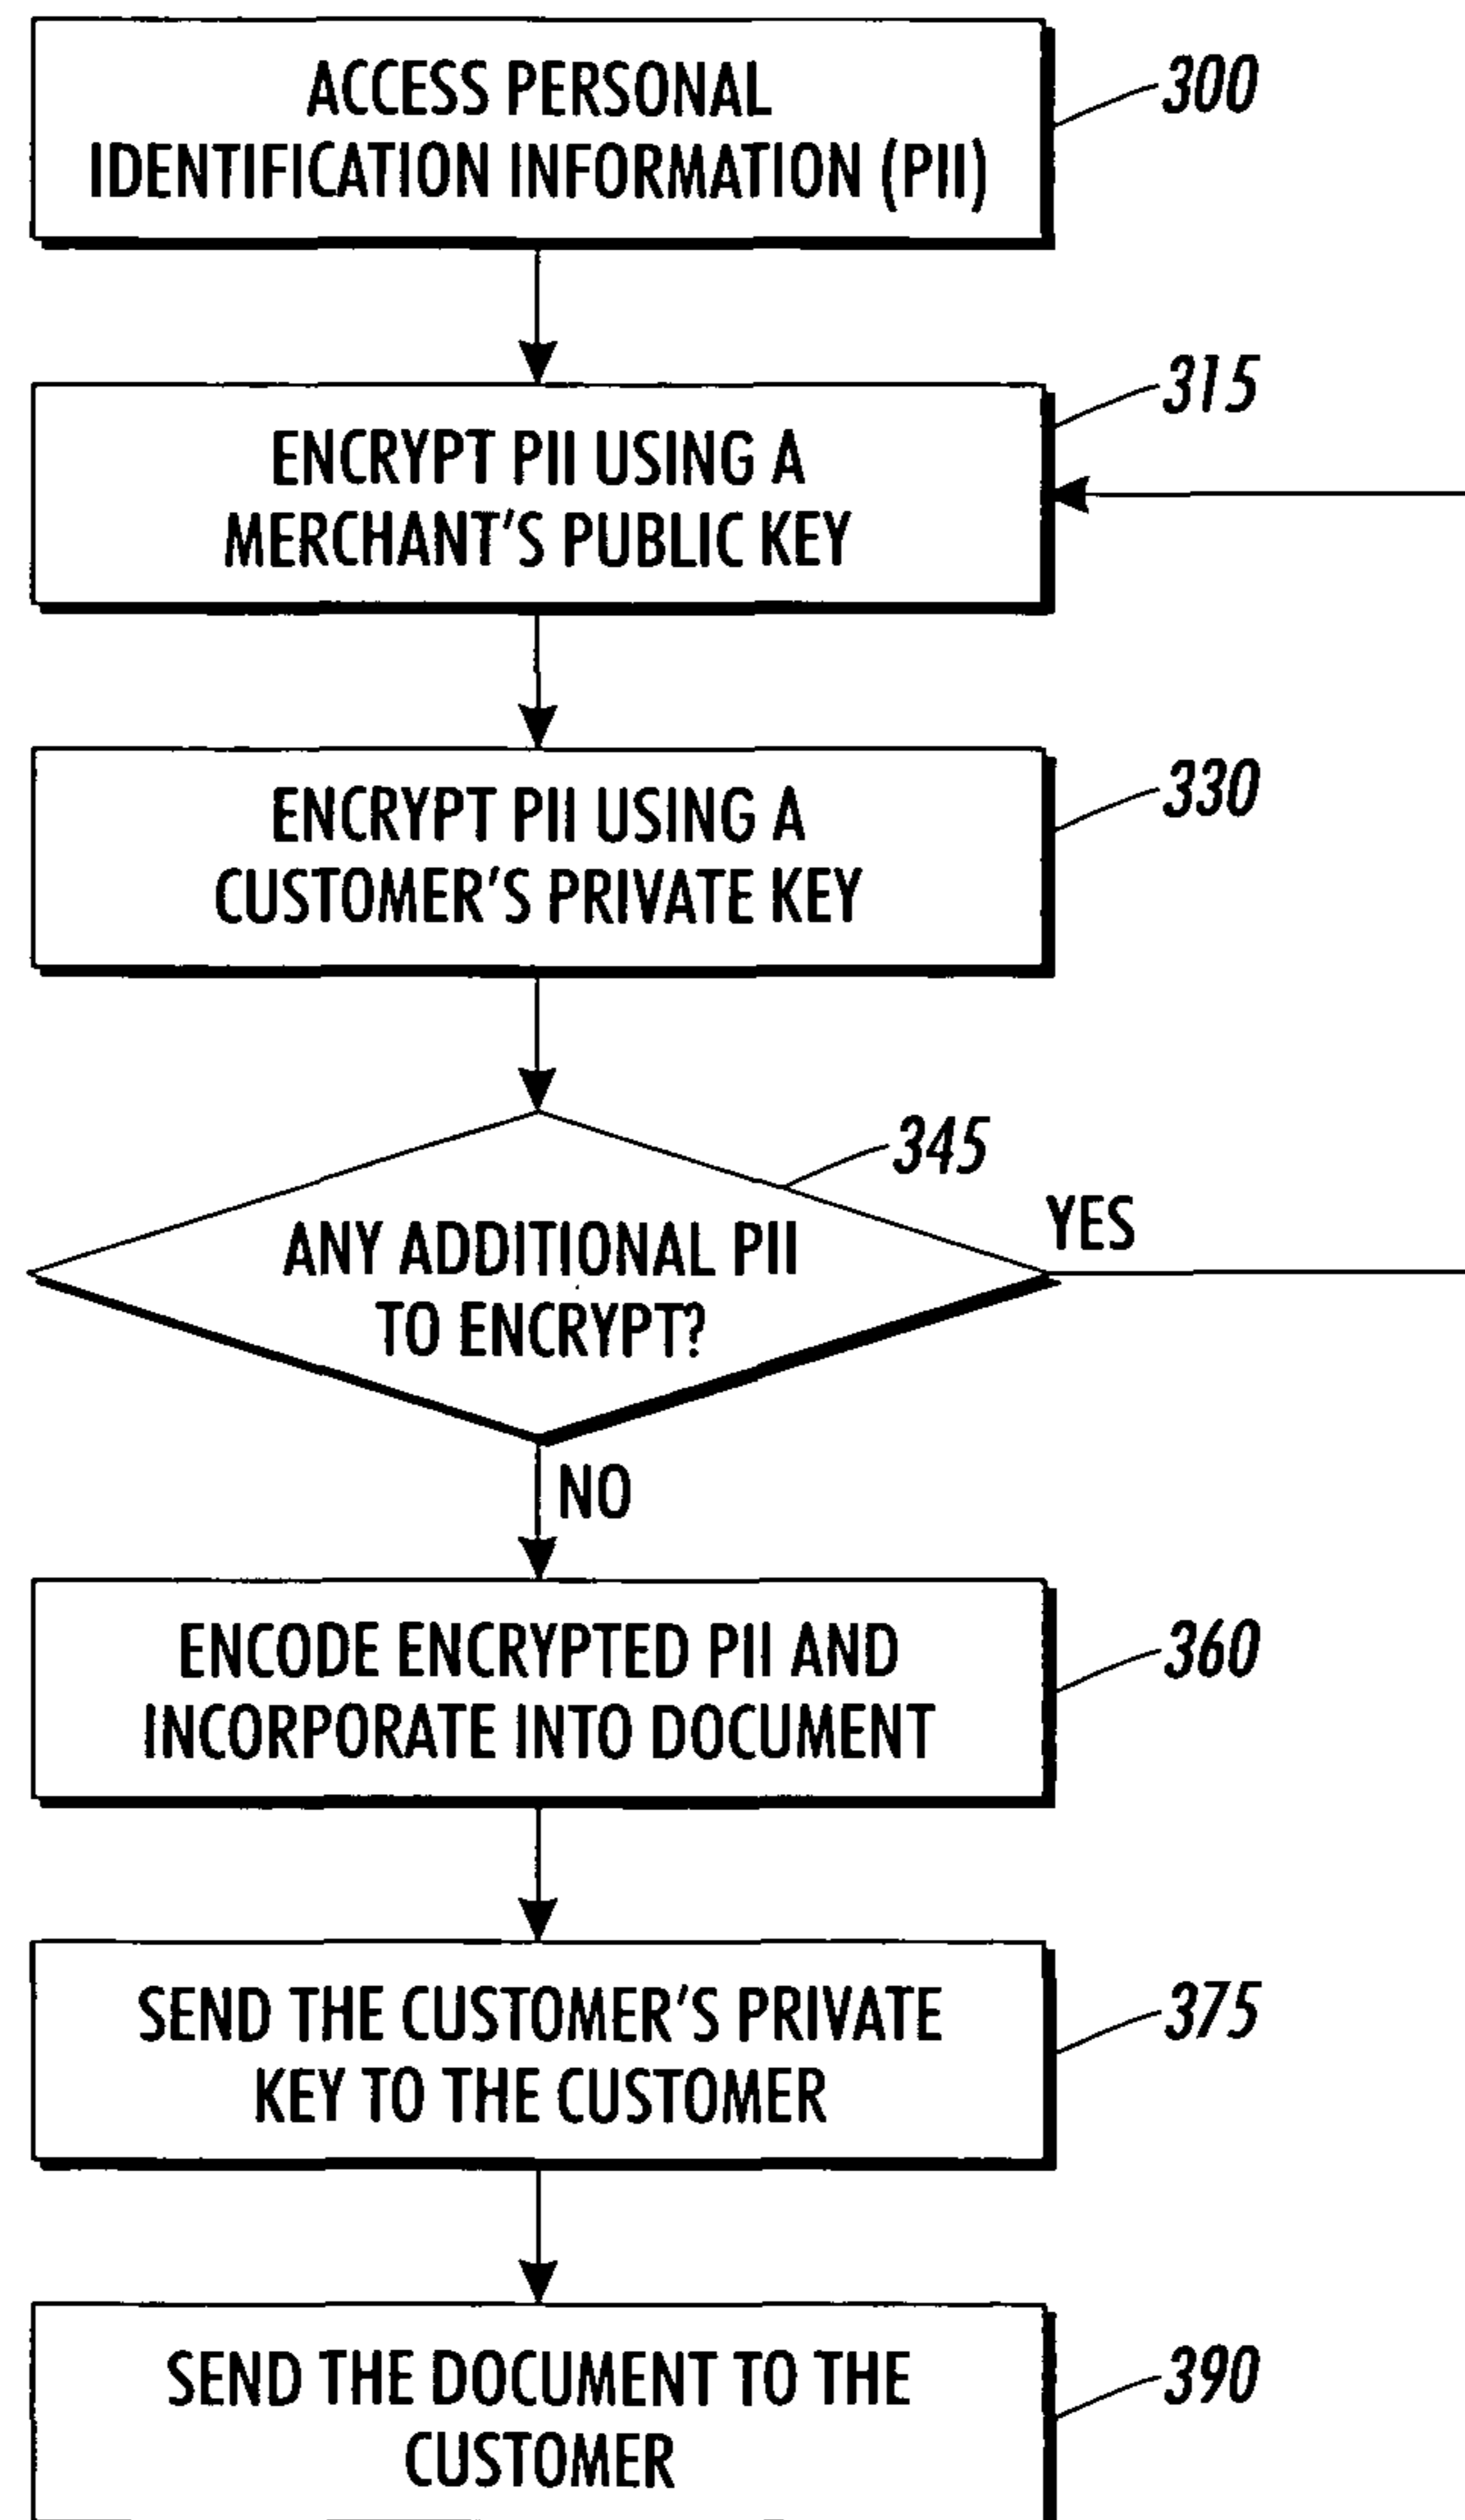 ACCESS PERSONAL
IDENTIFICATION INFORMATION (PII)
300
315
ENCRYPT PII USING A
MERCHANT'S PUBLIC KEY
330
ENCRYPT PII USING A
CUSTOMER'S PRIVATE KEY
345
YES
ANY ADDITIONAL PII
TO ENCRYPT?
NO
ENCODE ENCRYPTED PII AND
INCORPORATE INTO DOCUMENT
360
SEND THE CUSTOMER'S PRIVATE
KEY TO THE CUSTOMER
375
SEND THE DOCUMENT TO THE
CUSTOMER
390